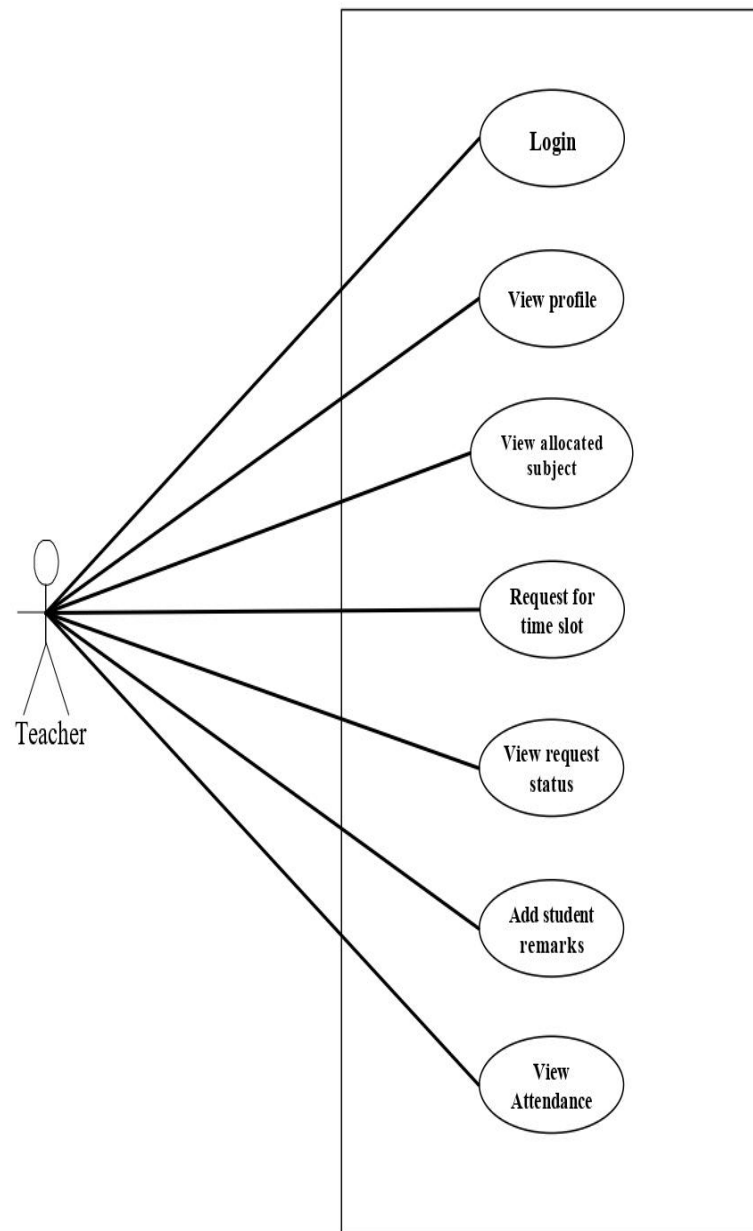 Login
View profile
View allocated
subject
Request for
time slot
Teacher
View request
status
Add student
remarks
View
Attendance